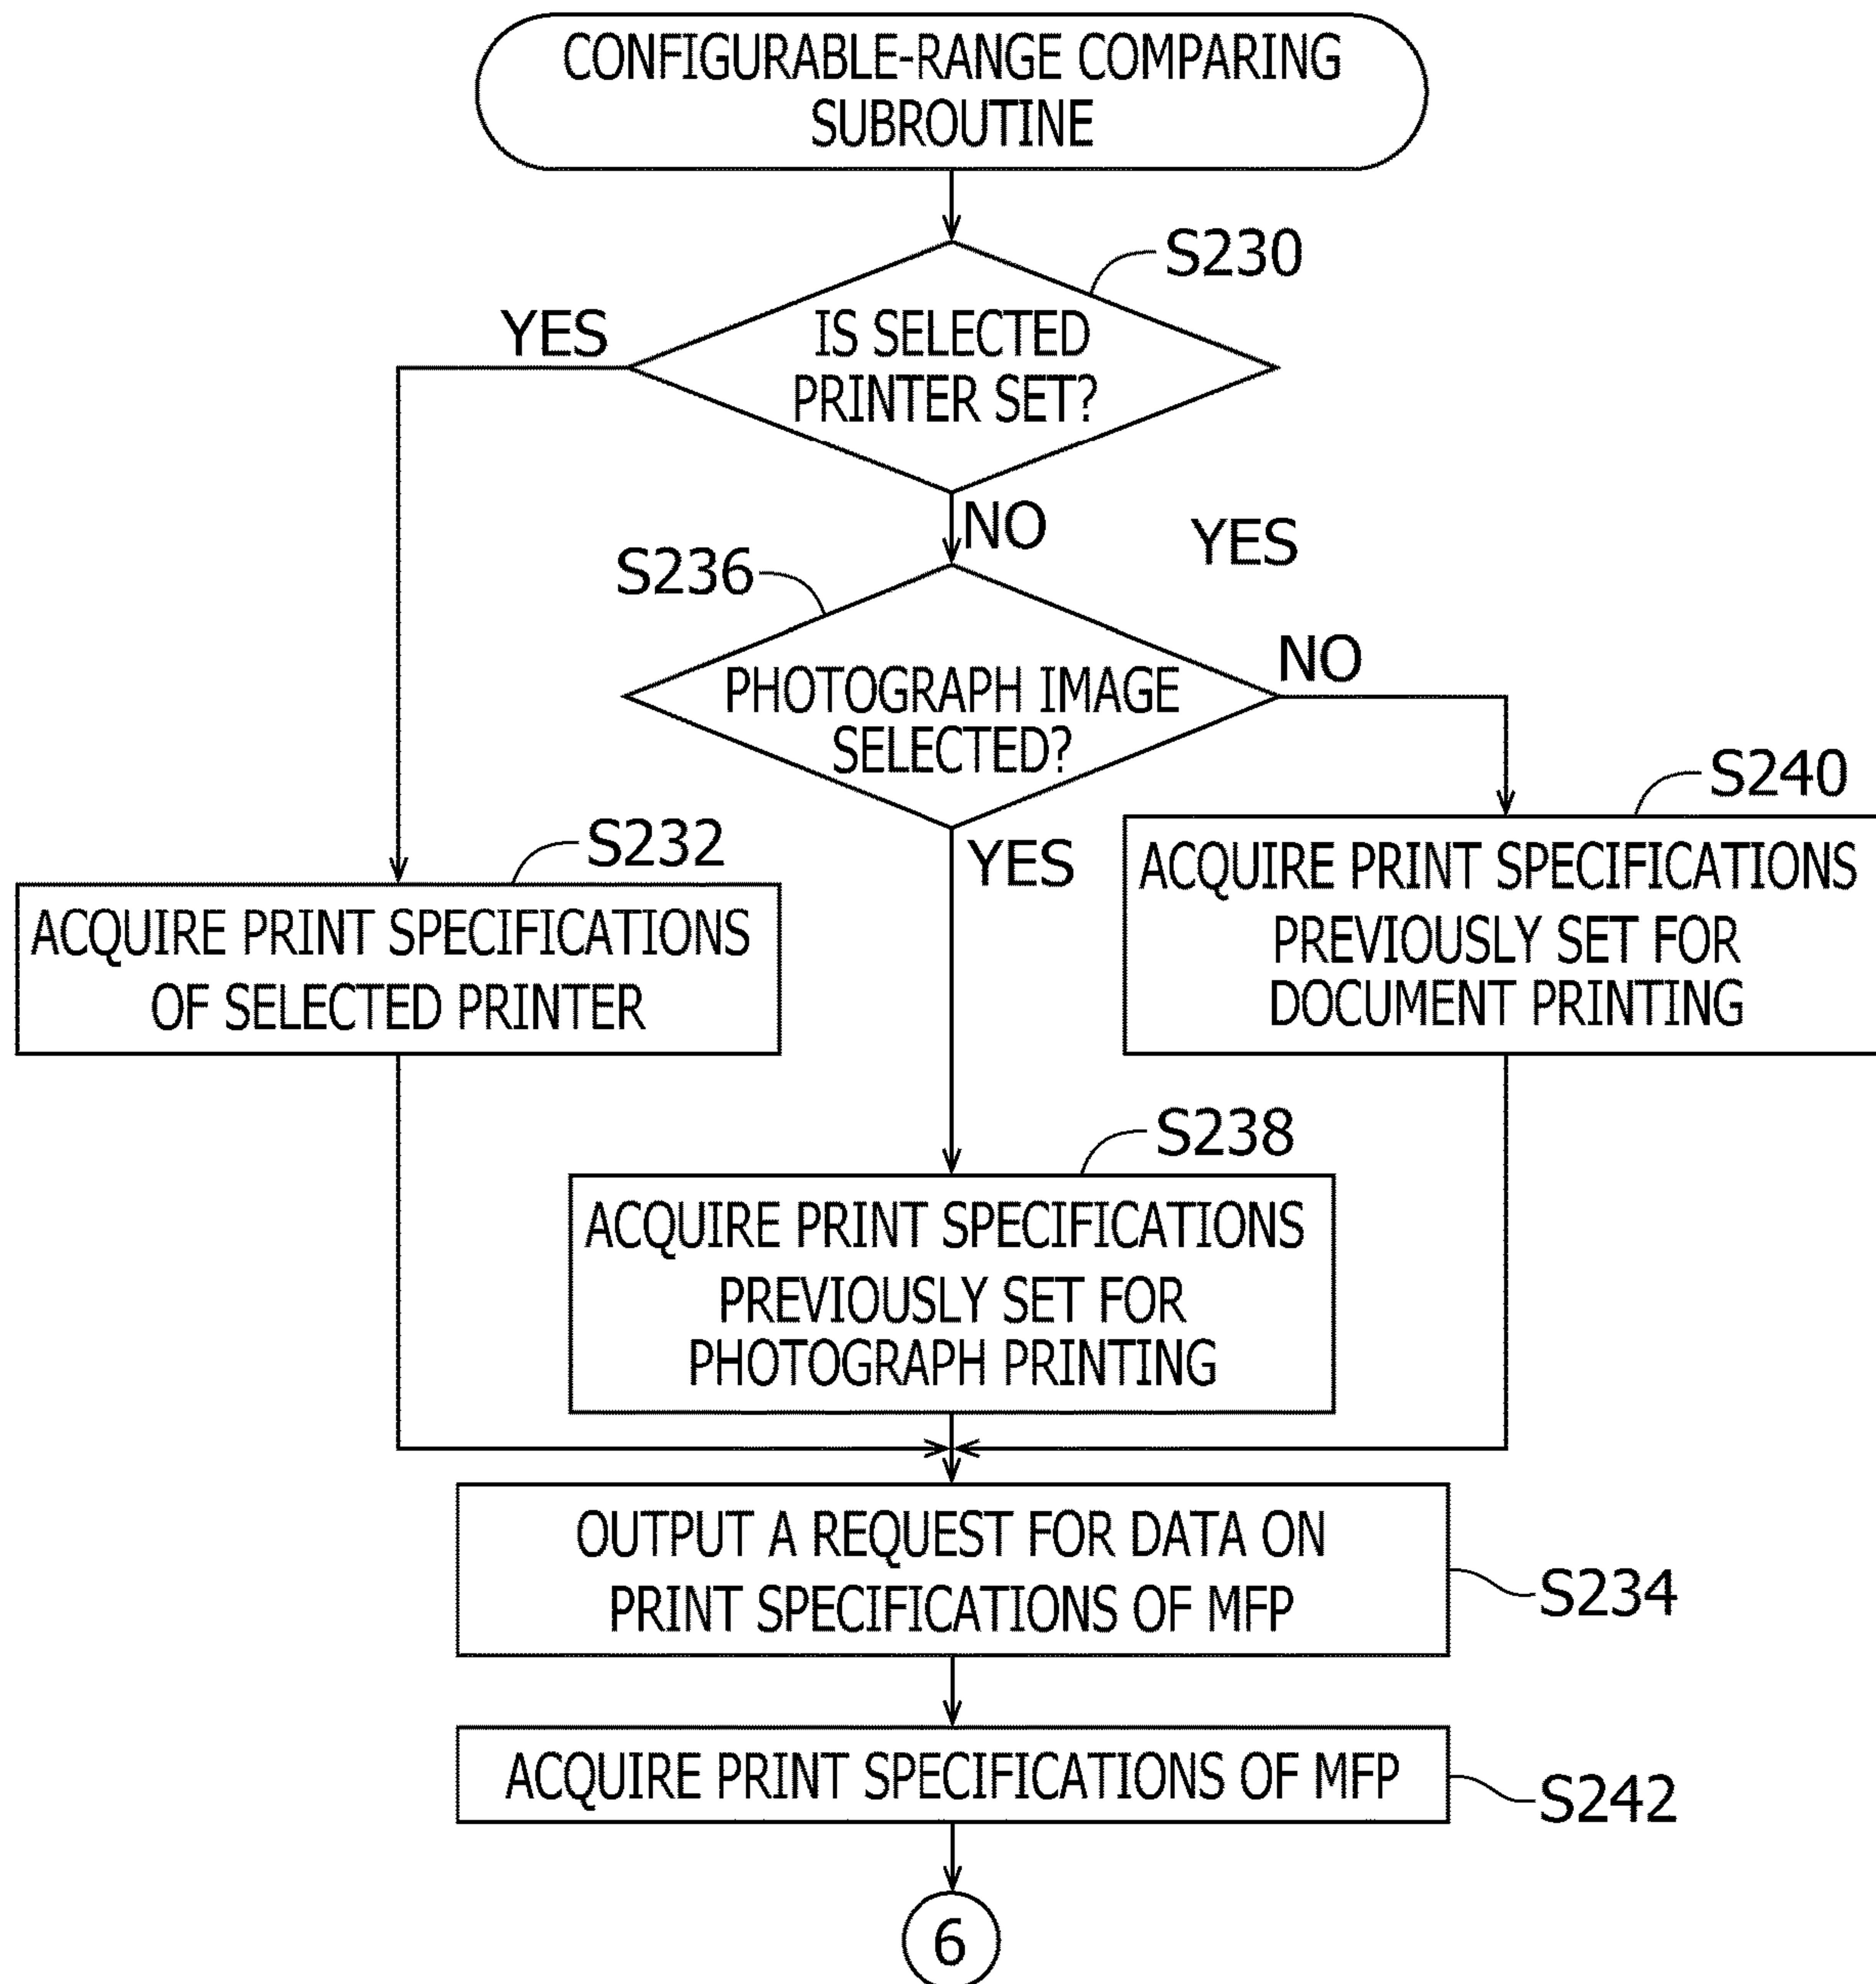 CONFIGURABLE-RANGE COMPARING
SUBROUTINE
S230
YES
IS SELECTED
PRINTER SET?
NO
YES
S236
NO
PHOTOGRAPH IMAGE
SELECTED?
S240
S232
YES
ACQUIRE PRINT SPECIFICATIONS
PREVIOUSLY SET FOR
DOCUMENT PRINTING
ACQUIRE PRINT SPECIFICATIONS
OF SELECTED PRINTER
S238
ACQUIRE PRINT SPECIFICATIONS
PREVIOUSLY SET FOR
PHOTOGRAPH PRINTING
OUTPUT A REQUEST FOR DATA ON
PRINT SPECIFICATIONS OF MFP
S234
ACQUIRE PRINT SPECIFICATIONS OF MFP
S242
6